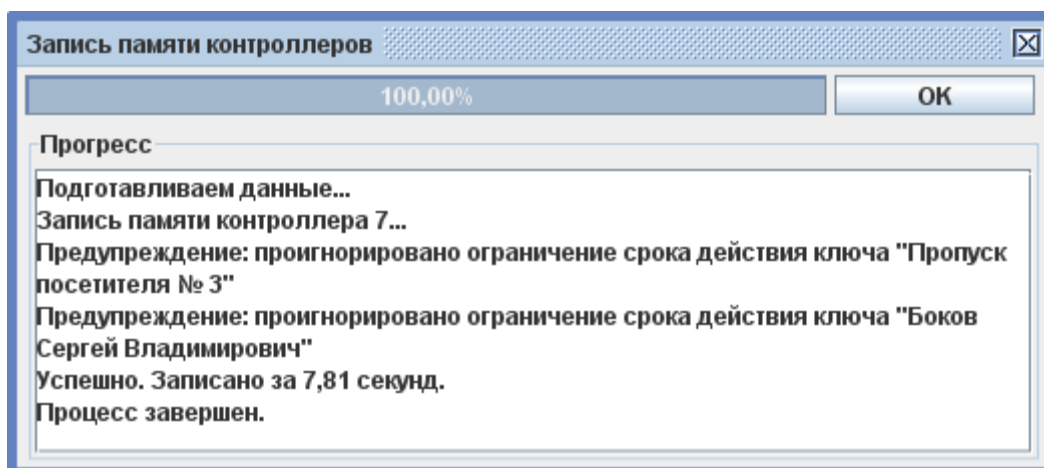 Запись памяти контроллеров
100,00%
OK
Прогресс
Подготавливаем данные...
Запись памяти контроллера 7...
Предупреждение: проигнорировано ограничение срока действия ключа "Пропуск
посетителя № 3"
Предупреждение: проигнорировано ограничение срока действия ключа "Боков
Сергей Владимирович"
Успешно. Записано за 7,81 секунд.
Процесс завершен.